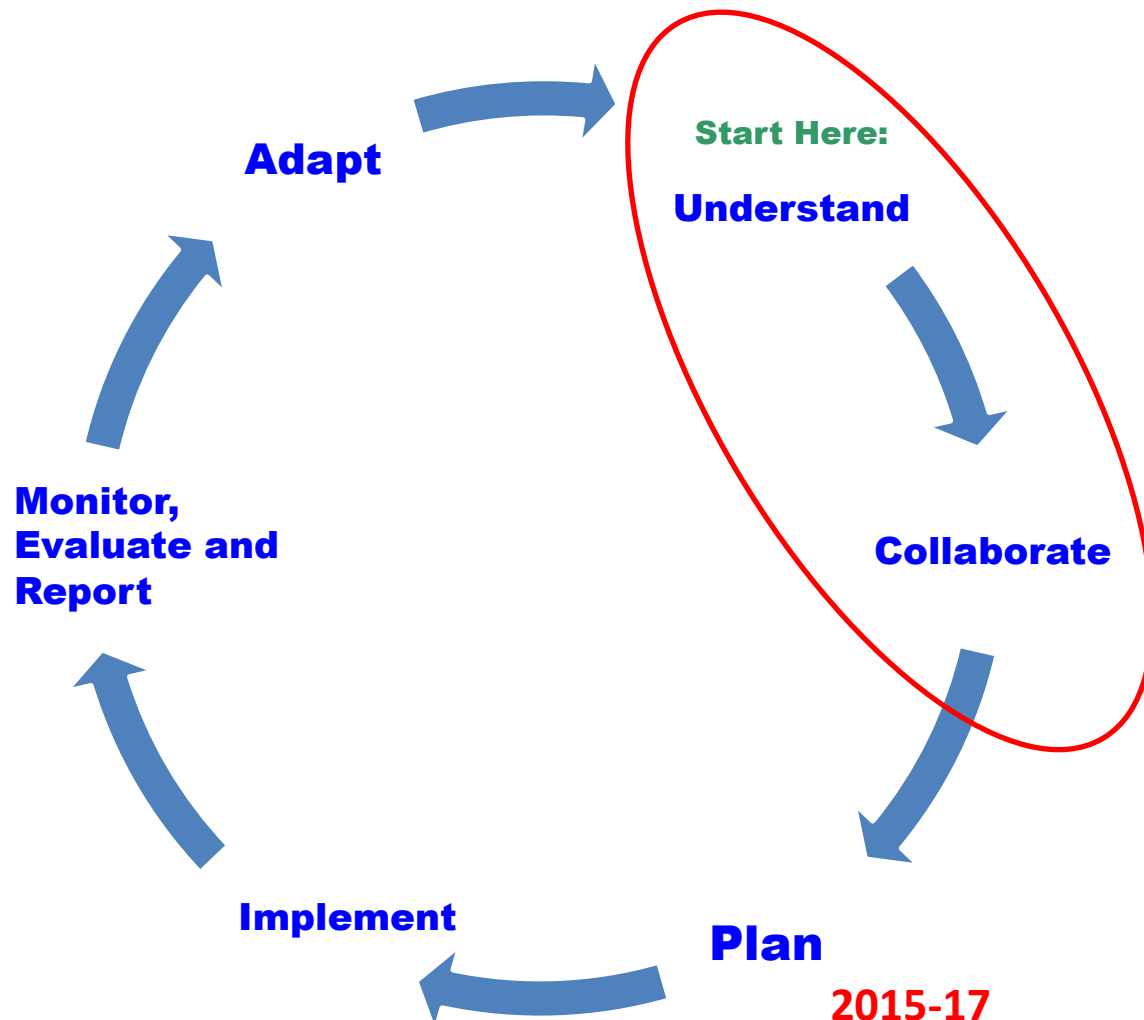 Start Here:
Understand
Collaborate
Plan
2015-17
Implement
Monitor,
Evaluate and
Report
Adapt